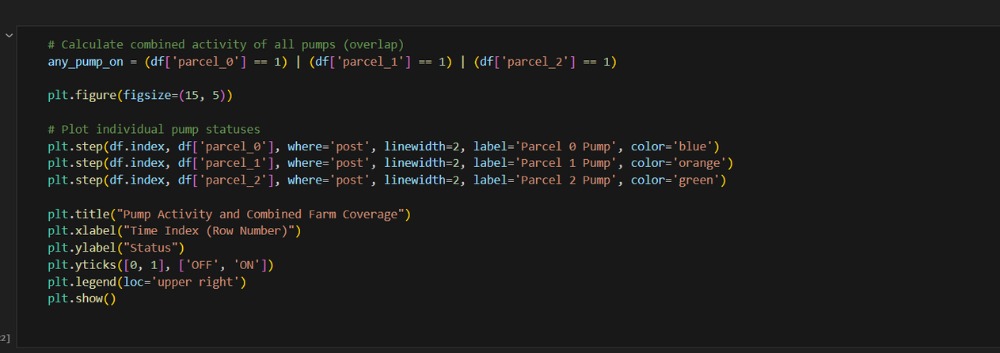 # Calculate combined activity of all pumps (overlap)
any_pump_on = (df['parcel_0'] == 1) | (df['parcel_1'] == 1) | (df['parcel_2'] == 1)
plt.figure(figsize=(15, 5))
# Plot individual pump statuses
plt.step(df.index, df['parcel_0'], where='post', linewidth=2, label='Parcel 0 Pump', color='blue')
plt.step(df.index, df['parcel_1'], where='post', linewidth=2, label='Parcel 1 Pump', color='orange')
plt.step(df.index, df['parcel_2'], where='post', linewidth=2, label='Parcel 2 Pump', color='green')
plt.title("Pump Activity and Combined Farm Coverage")
plt.xlabel("Time Index (Row Number)")
plt.ylabel("Status")
plt.yticks([0, 1], ['OFF', 'ON'])
plt.legend(loc='upper right')
plt.show()
2]